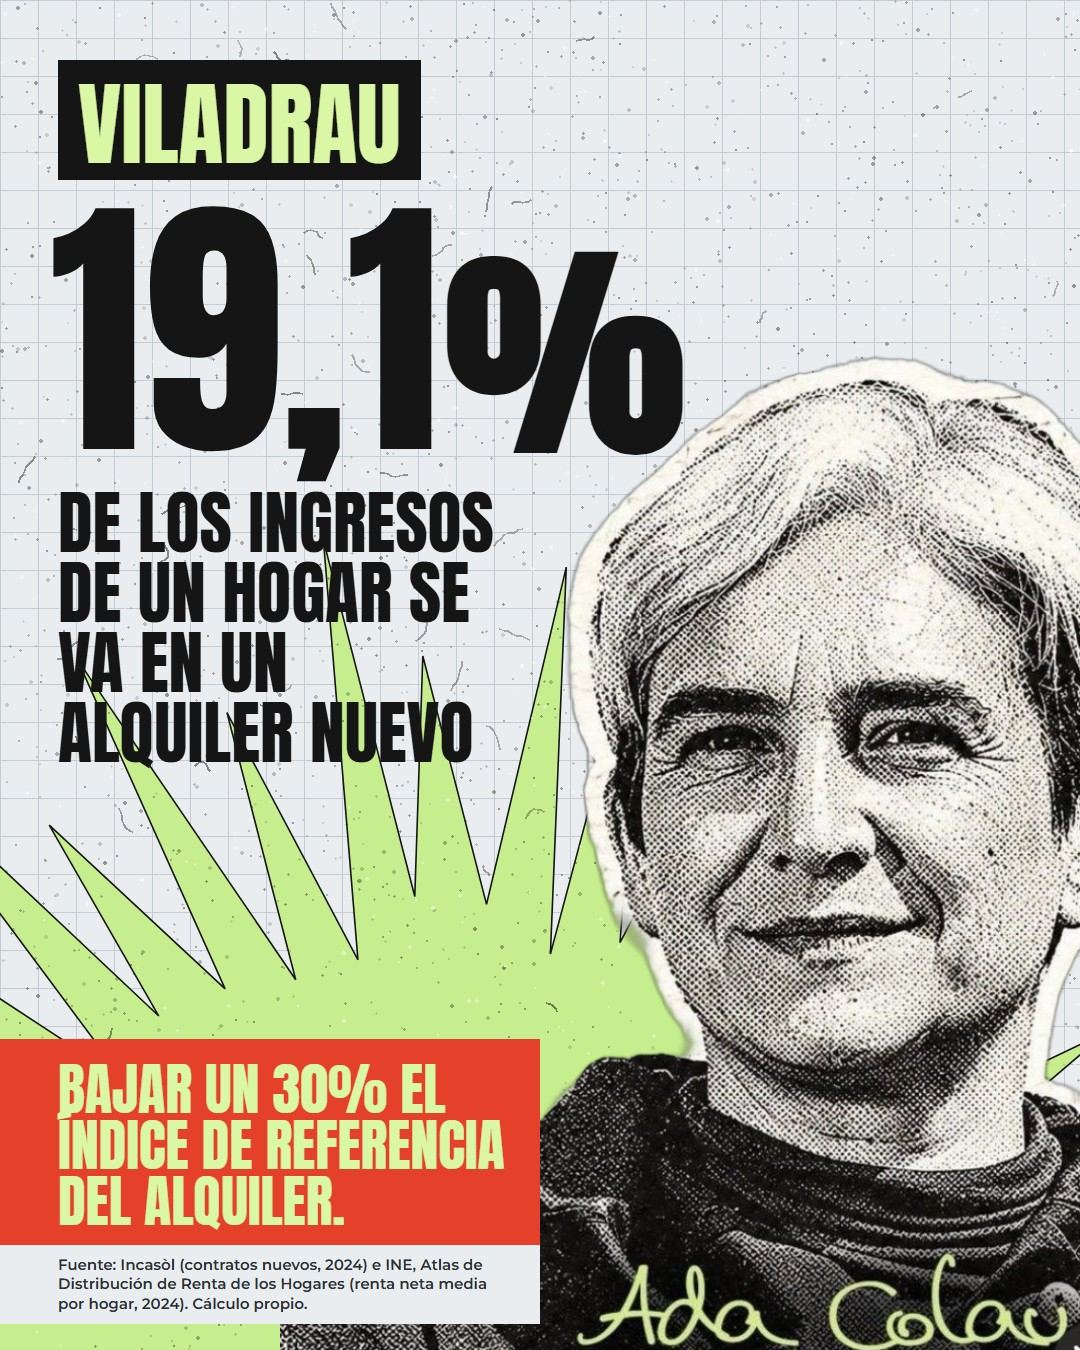 VILADRAU
19,1%
DE LOS INGRESOS
DE UN HOGAR SE
VA EN UN
ALQUILER NUEVO
BAJAR UN 30% EL
ÍNDICE DE REFERENCIA
DEL ALQUILER.
Fuente: Incasòl (contratos nuevos, 2024) e INE, Atlas de
Distribución de Renta de los Hogares (renta neta media
por hogar, 2024). Cálculo propio.
Ada Colau